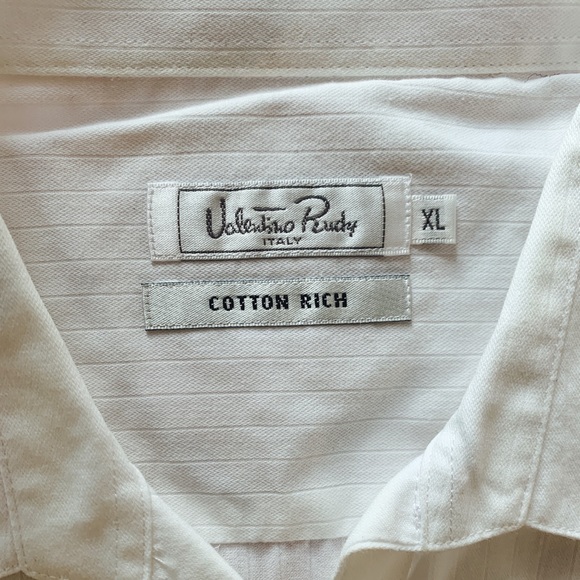 Valentino Rudy
ITALY
XL
COTTON RICH